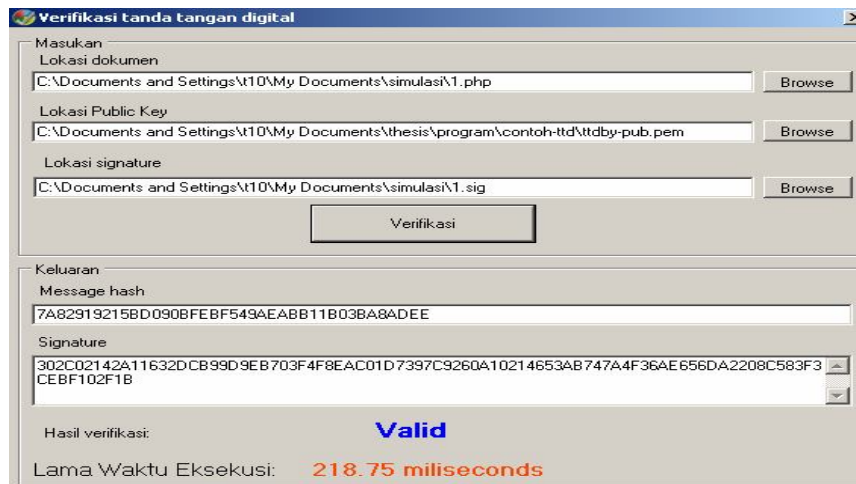 Verifikasi tanda tangan digital
Masukan
Lokasi dokumen
C:\Documents and Settings\t10\My Documents\simulasi\1.php
Browse
Lokasi Public Key
C:\Documents and Settings\t10\My Documents\thesis\program\contoh-ttd\ttdby-pub.pem
Browse
Lokasi signature
C:\Documents and Settings\t10\My Documents\simulasi\1.sig
Browse
Verifikasi
Keluaran
Message hash
7A82919215BD090BFEBF549AEABB11B03BA8ADEE
Signature
302C02142A11632DCB99D9EB703F4F8EAC01D7397C9260A10214653AB747A4F36AE656DA2208C583F3
CEBF102F1B
Hasil verifikasi:
Valid
Lama Waktu Eksekusi:
218.75 miliseconds